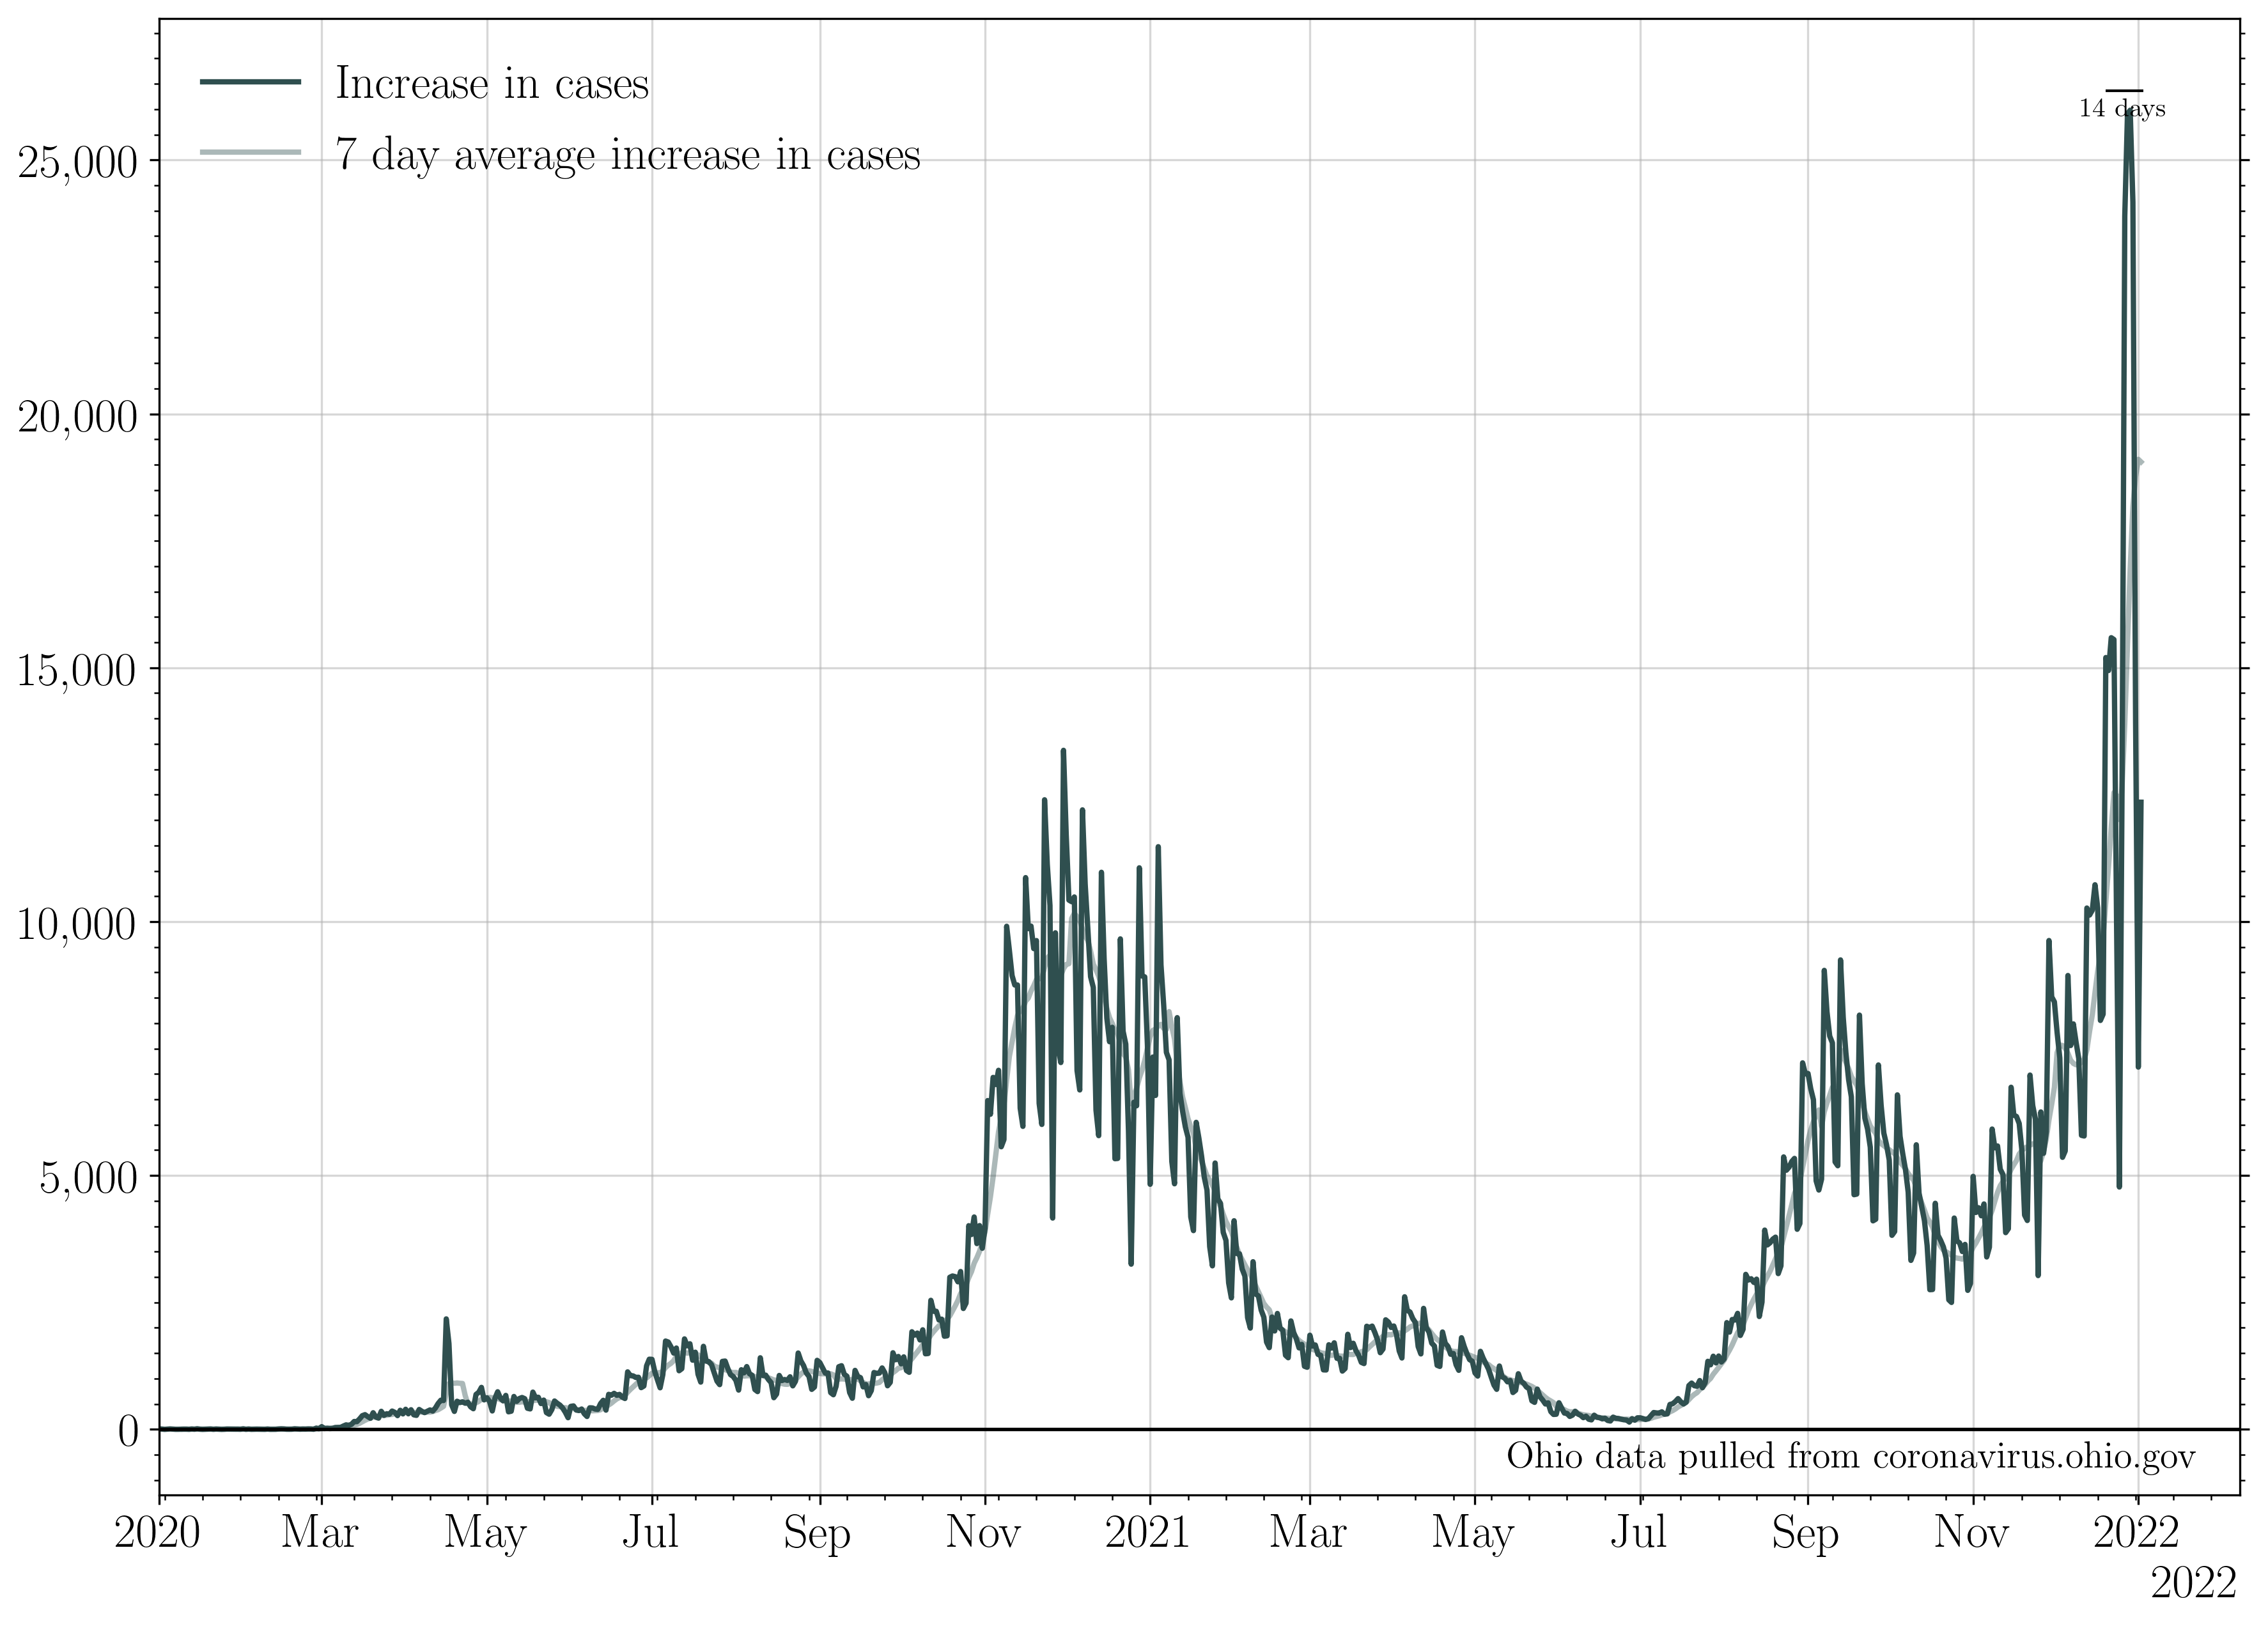 Increase in cases
7 day average increase in cases
14 days
25,000
20,000
15,000
10,000
5,000
0
Ohio data pulled from coronavirus.ohio.gov
2020 Mar May Jul Sep Nov 2021 Mar May Jul Sep Nov 2022
2022